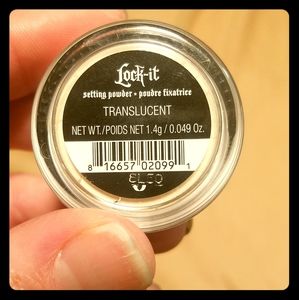 Lock-it
setting powder • poudre fixatrice
TRANSLUCENT
NET WT./POIDS NET 1.4g / 0.049 Oz.
8 16657 02099 1